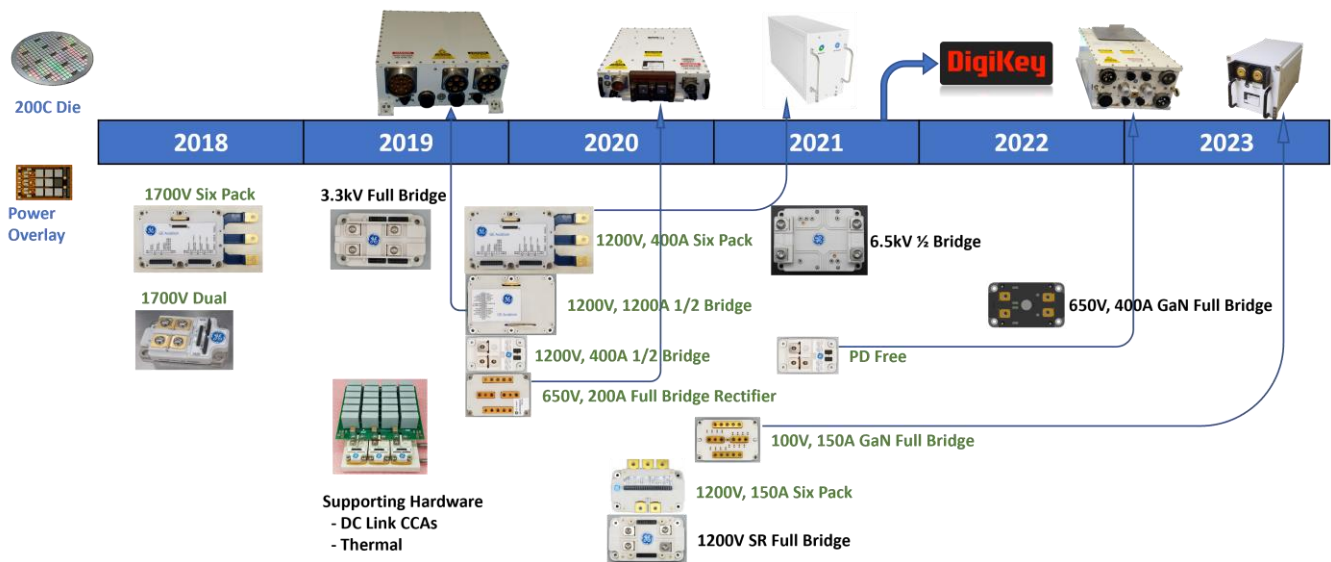 DigiKey
200C Die
2018
2019
2020
2021
2022
2023
Power
Overlay
1700V Six Pack
1700V Dual
3.3kV Full Bridge
1200V, 400A Six Pack
1200V, 1200A 1/2 Bridge
1200V, 400A 1/2 Bridge
650V, 200A Full Bridge Rectifier
6.5kV ½ Bridge
650V, 400A GaN Full Bridge
PD Free
100V, 150A GaN Full Bridge
1200V, 150A Six Pack
1200V SR Full Bridge
Supporting Hardware
- DC Link CCAs
- Thermal